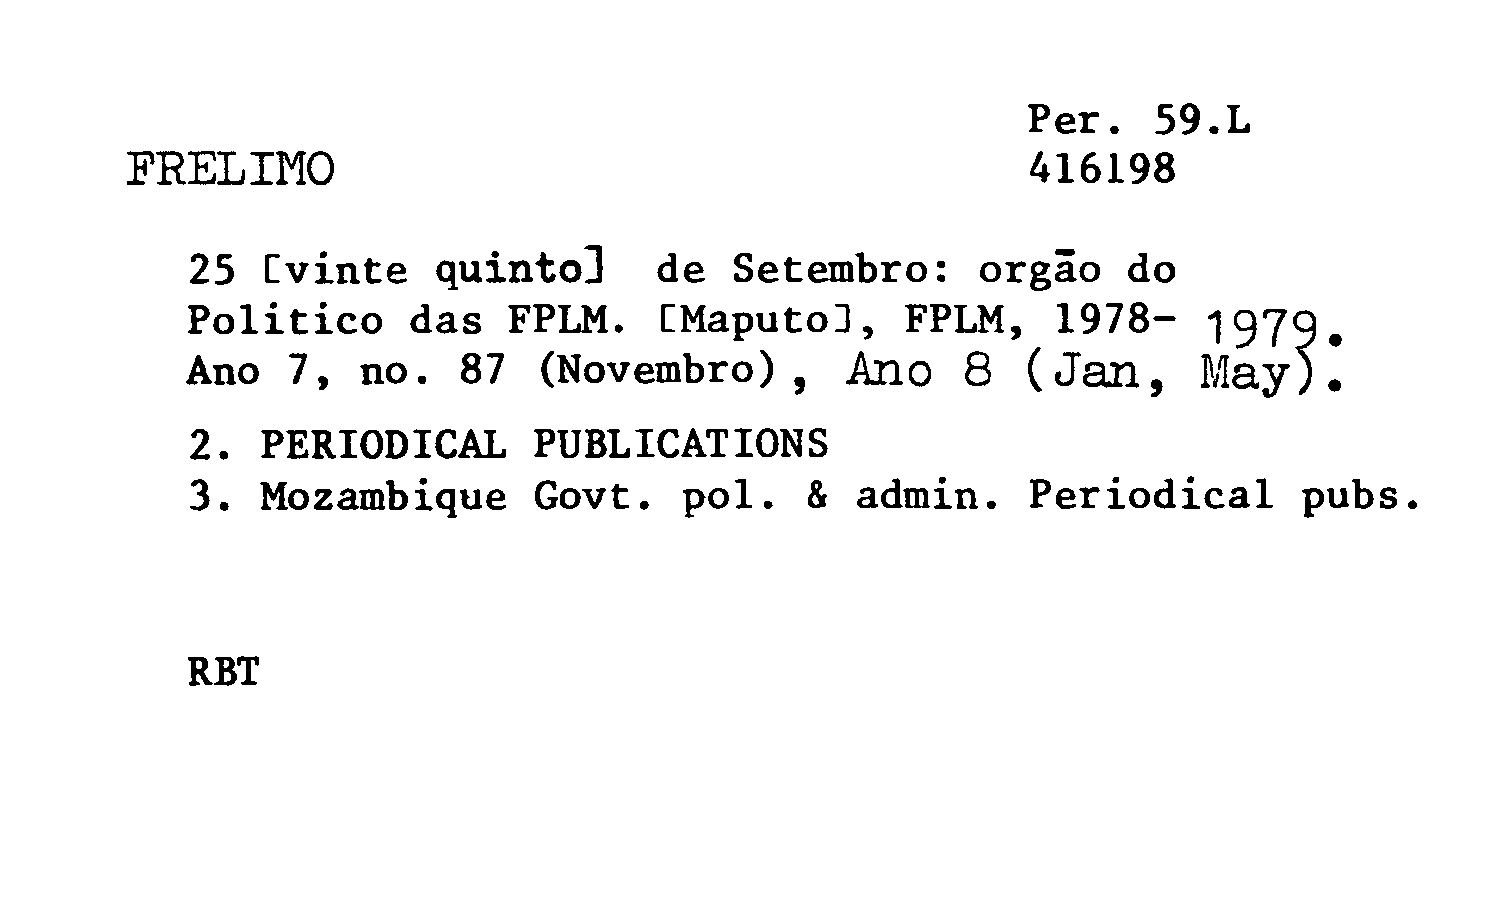 Per. 59.L
FRELIMO 416198
25 [vinte quinto] de Setembro: orgāo do
Politico das FPLM. [Maputo], FPLM, 1978- 1979.
Ano 7, no. 87 (Novembro), Ano 8 (Jan, May).
2. PERIODICAL PUBLICATIONS
3. Mozambique Govt. pol. & admin. Periodical pubs.
RBT